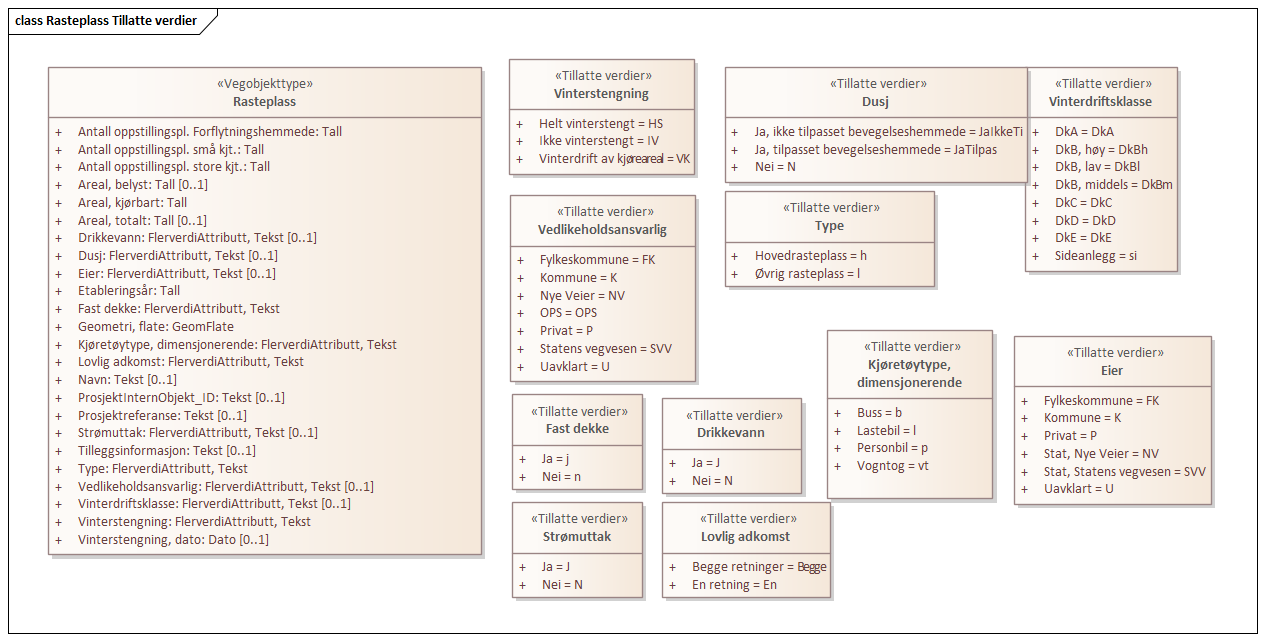 class Rasteplass Tillatte verdier
«Vegobjekttype»
Rasteplass
+ Antall oppstillingspl. Forflytningshemmede: Tall
+ Antall oppstillingspl. små kjt.: Tall
+ Antall oppstillingspl. store kjt.: Tall
+ Areal, belyst: Tall [0..1]
+ Areal, kjørbart: Tall
+ Areal, totalt: Tall [0..1]
+ Drikkevann: FlerverdiAttributt, Tekst [0..1]
+ Dusj: FlerverdiAttributt, Tekst [0..1]
+ Eier: FlerverdiAttributt, Tekst [0..1]
+ Etableringsår: Tall
+ Fast dekke: FlerverdiAttributt, Tekst
+ Geometri, flate: GeomFlate
+ Kjøretøytype, dimensjonerende: FlerverdiAttributt, Tekst
+ Lovlig adkomst: FlerverdiAttributt, Tekst
+ Navn: Tekst [0..1]
+ ProsjektInternObjekt_ID: Tekst [0..1]
+ Prosjektreferanse: Tekst [0..1]
+ Strømuttak: FlerverdiAttributt, Tekst [0..1]
+ Tilleggsinformasjon: Tekst [0..1]
+ Type: FlerverdiAttributt, Tekst
+ Vedlikeholdsansvarlig: FlerverdiAttributt, Tekst [0..1]
+ Vinterdriftsklasse: FlerverdiAttributt, Tekst [0..1]
+ Vinterstengning: FlerverdiAttributt, Tekst
+ Vinterstengning, dato: Dato [0..1]
«Tillatte verdier»
Vinterstengning
+ Helt vinterstengt = HS
+ Ikke vinterstengt = IV
+ Vinterdrift av kjøreareal = VK
«Tillatte verdier»
Vedlikeholdsansvarlig
+ Fylkeskommune = FK
+ Kommune = K
+ Nye Veier = NV
+ OPS = OPS
+ Privat = P
+ Statens vegvesen = SVV
+ Uavklart = U
«Tillatte verdier»
Fast dekke
+ Ja = j
+ Nei = n
«Tillatte verdier»
Strømuttak
+ Ja = J
+ Nei = N
«Tillatte verdier»
Drikkevann
+ Ja = J
+ Nei = N
«Tillatte verdier»
Lovlig adkomst
+ Begge retninger = Begge
+ En retning = En
«Tillatte verdier»
Dusj
+ Ja, ikke tilpasset bevegelseshemmede = JaIkkeTi
+ Ja, tilpasset bevegelseshemmede = JaTilpas
+ Nei = N
«Tillatte verdier»
Type
+ Hovedrasteplass = h
+ Øvrig rasteplass = l
«Tillatte verdier»
Kjøretøytype,
dimensjonerende
+ Buss = b
+ Lastebil = l
+ Personbil = p
+ Vogntog = vt
«Tillatte verdier»
Vinterdriftsklasse
+ DkA = DkA
+ DkB, høy = DkBh
+ DkB, lav = DkBl
+ DkB, middels = DkBm
+ DkC = DkC
+ DkD = DkD
+ DkE = DkE
+ Sideanlegg = si
«Tillatte verdier»
Eier
+ Fylkeskommune = FK
+ Kommune = K
+ Privat = P
+ Stat, Nye Veier = NV
+ Stat, Statens vegvesen = SVV
+ Uavklart = U